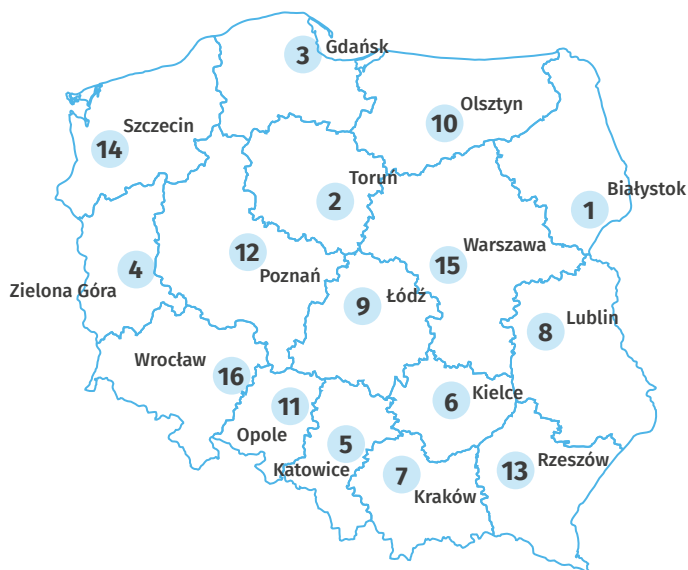 3
Gdańsk
Szczecin
14
Olsztyn
10
Toruń
2
Białystok
1
12
Poznań
Warszawa
15
4
Zielona Góra
9
Łódź
Lublin
8
Wrocław
16
11
Opole
Kielce
6
5
Katowice
7
Kraków
Rzeszów
13